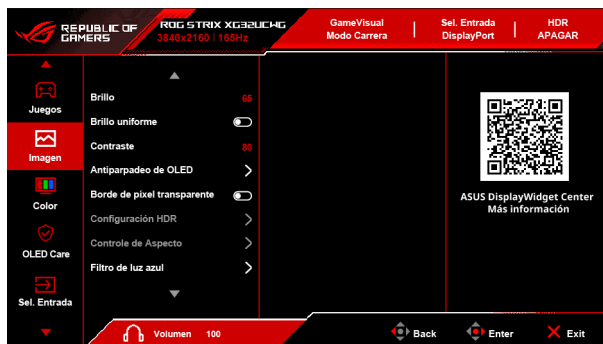 REPUBLIC OF
GAMERS
ROG STRIX XG32UCWG
3840x2160 | 165Hz
GameVisual
Modo Carrera
Sel. Entrada
DisplayPort
HDR
APAGAR
Juegos
Imagen
Color
OLED Care
Sel. Entrada
Brillo 65
Brillo uniforme
Contraste 80
Antiparpadeo de OLED
Borde de pixel transparente
Configuración HDR
Controle de Aspecto
Filtro de luz azul
ASUS DisplayWidget Center
Más información
Volumen 100
Back
Enter
Exit